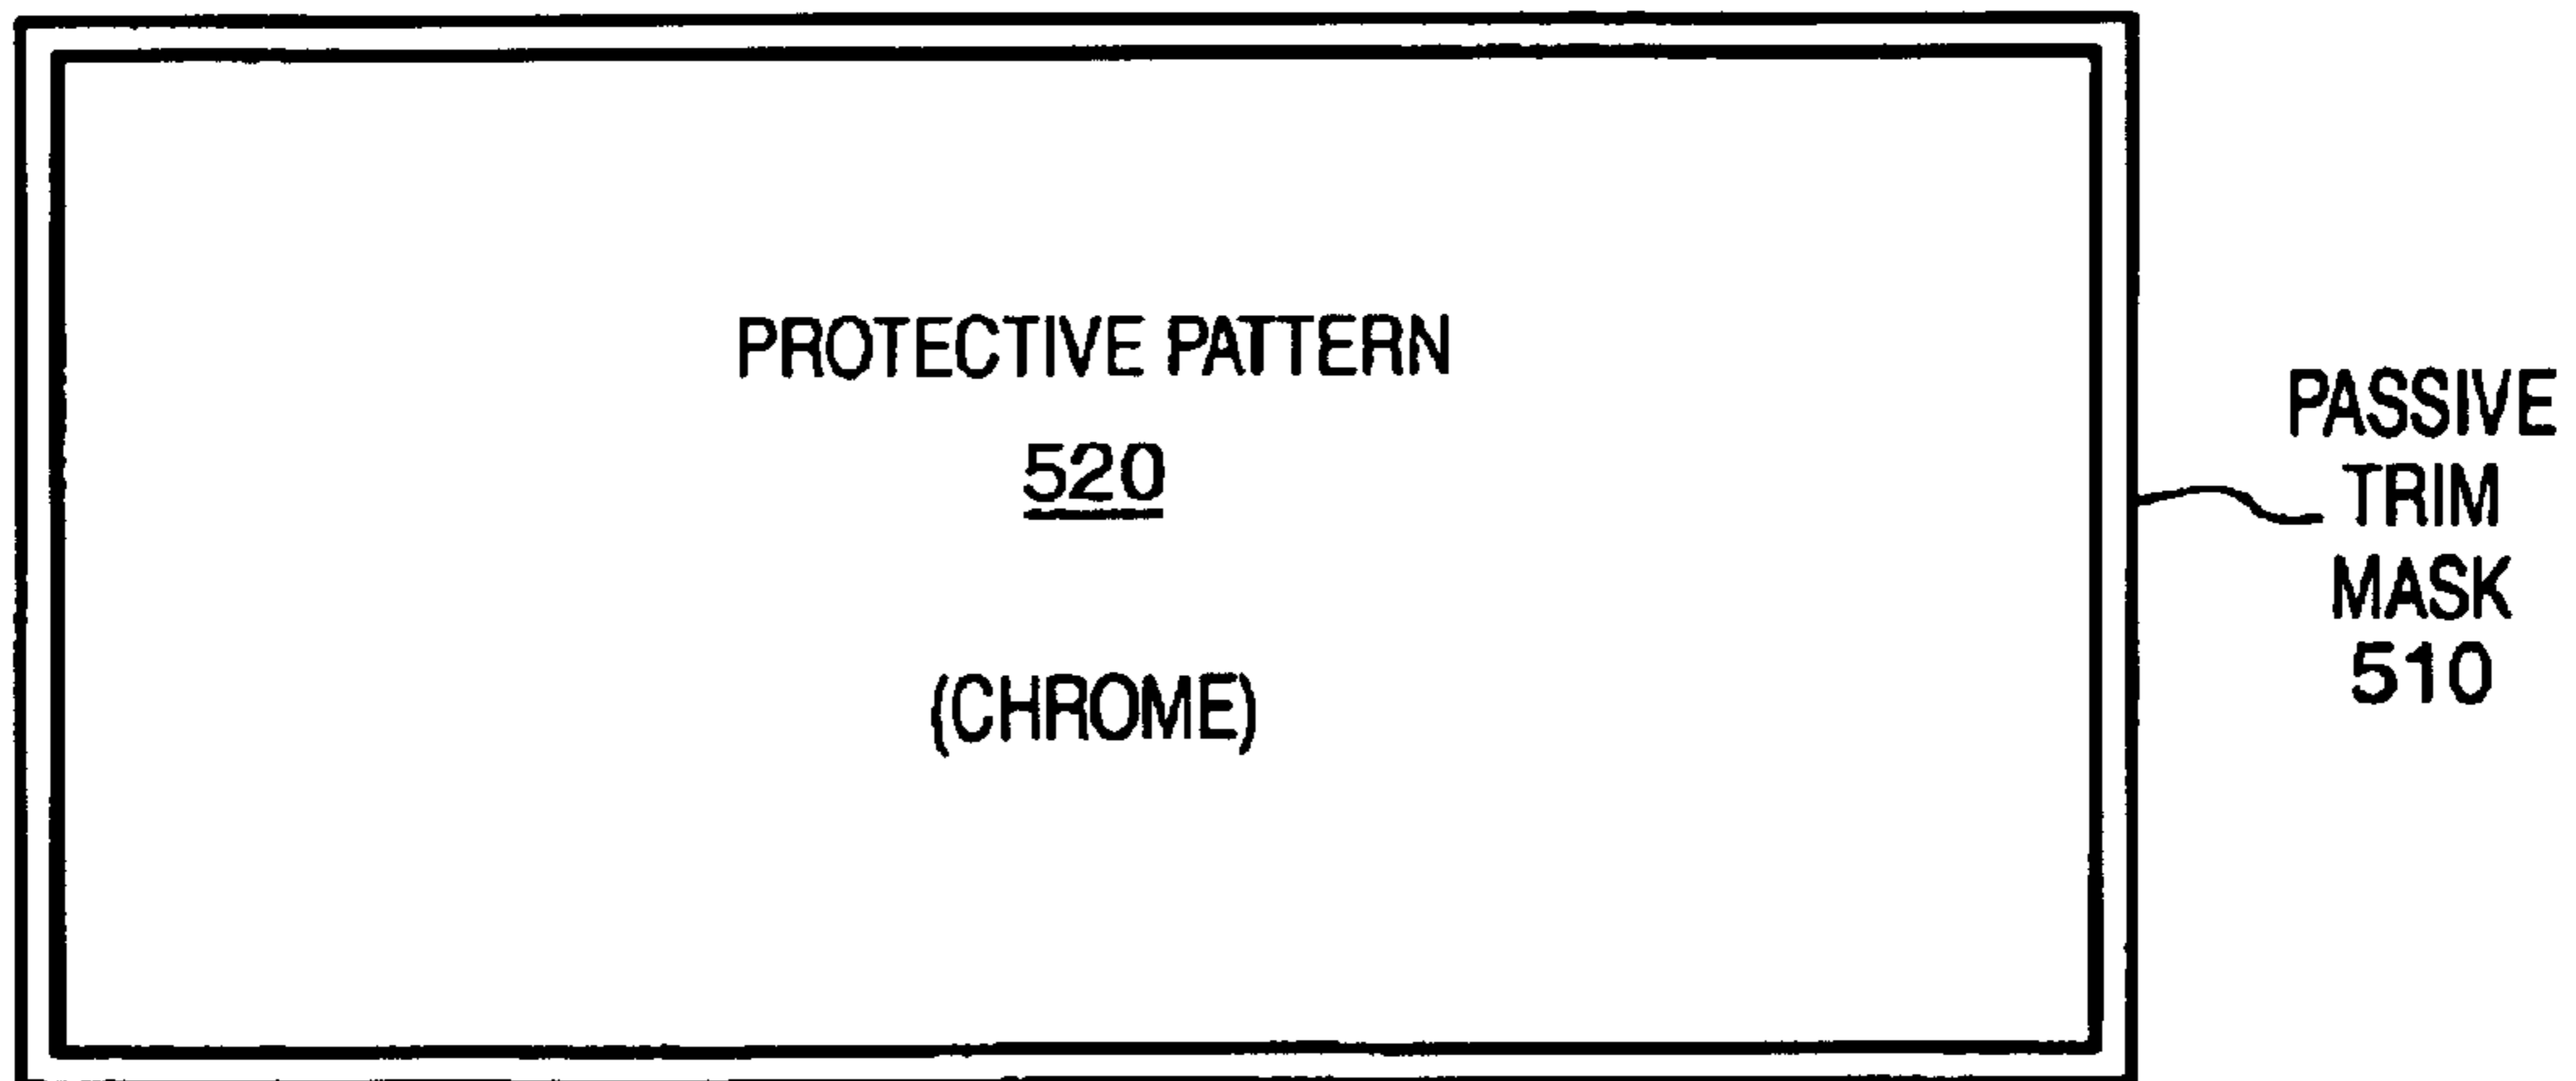 PROTECTIVE PATTERN
520
(CHROME)
PASSIVE
TRIM
MASK
510